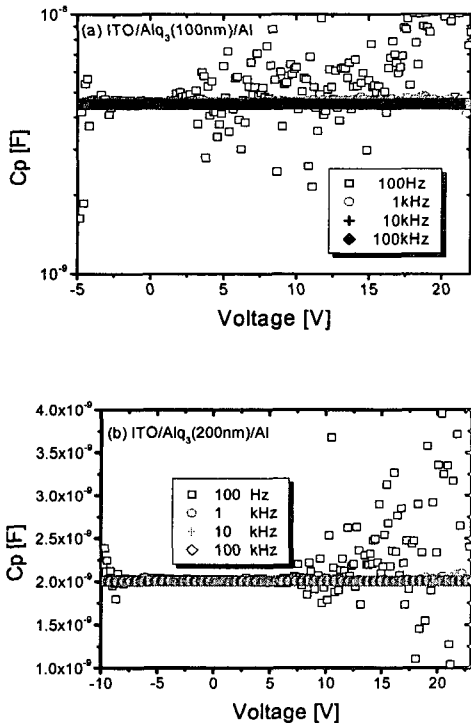 10⁻⁸
(a) ITO/Alq₃(100nm)/Al
Cp [F]
100Hz
1kHz
10kHz
100kHz
10⁻⁹
-5 0 5 10 15 20
Voltage [V]
4.0x10⁻⁹
(b) ITO/Alq₃(200nm)/Al
3.5x10⁻⁹
100 Hz
1 kHz
10 kHz
100 kHz
3.0x10⁻⁹
Cp [F]
2.5x10⁻⁹
2.0x10⁻⁹
1.5x10⁻⁹
1.0x10⁻⁹
-10 -5 0 5 10 15 20
Voltage [V]